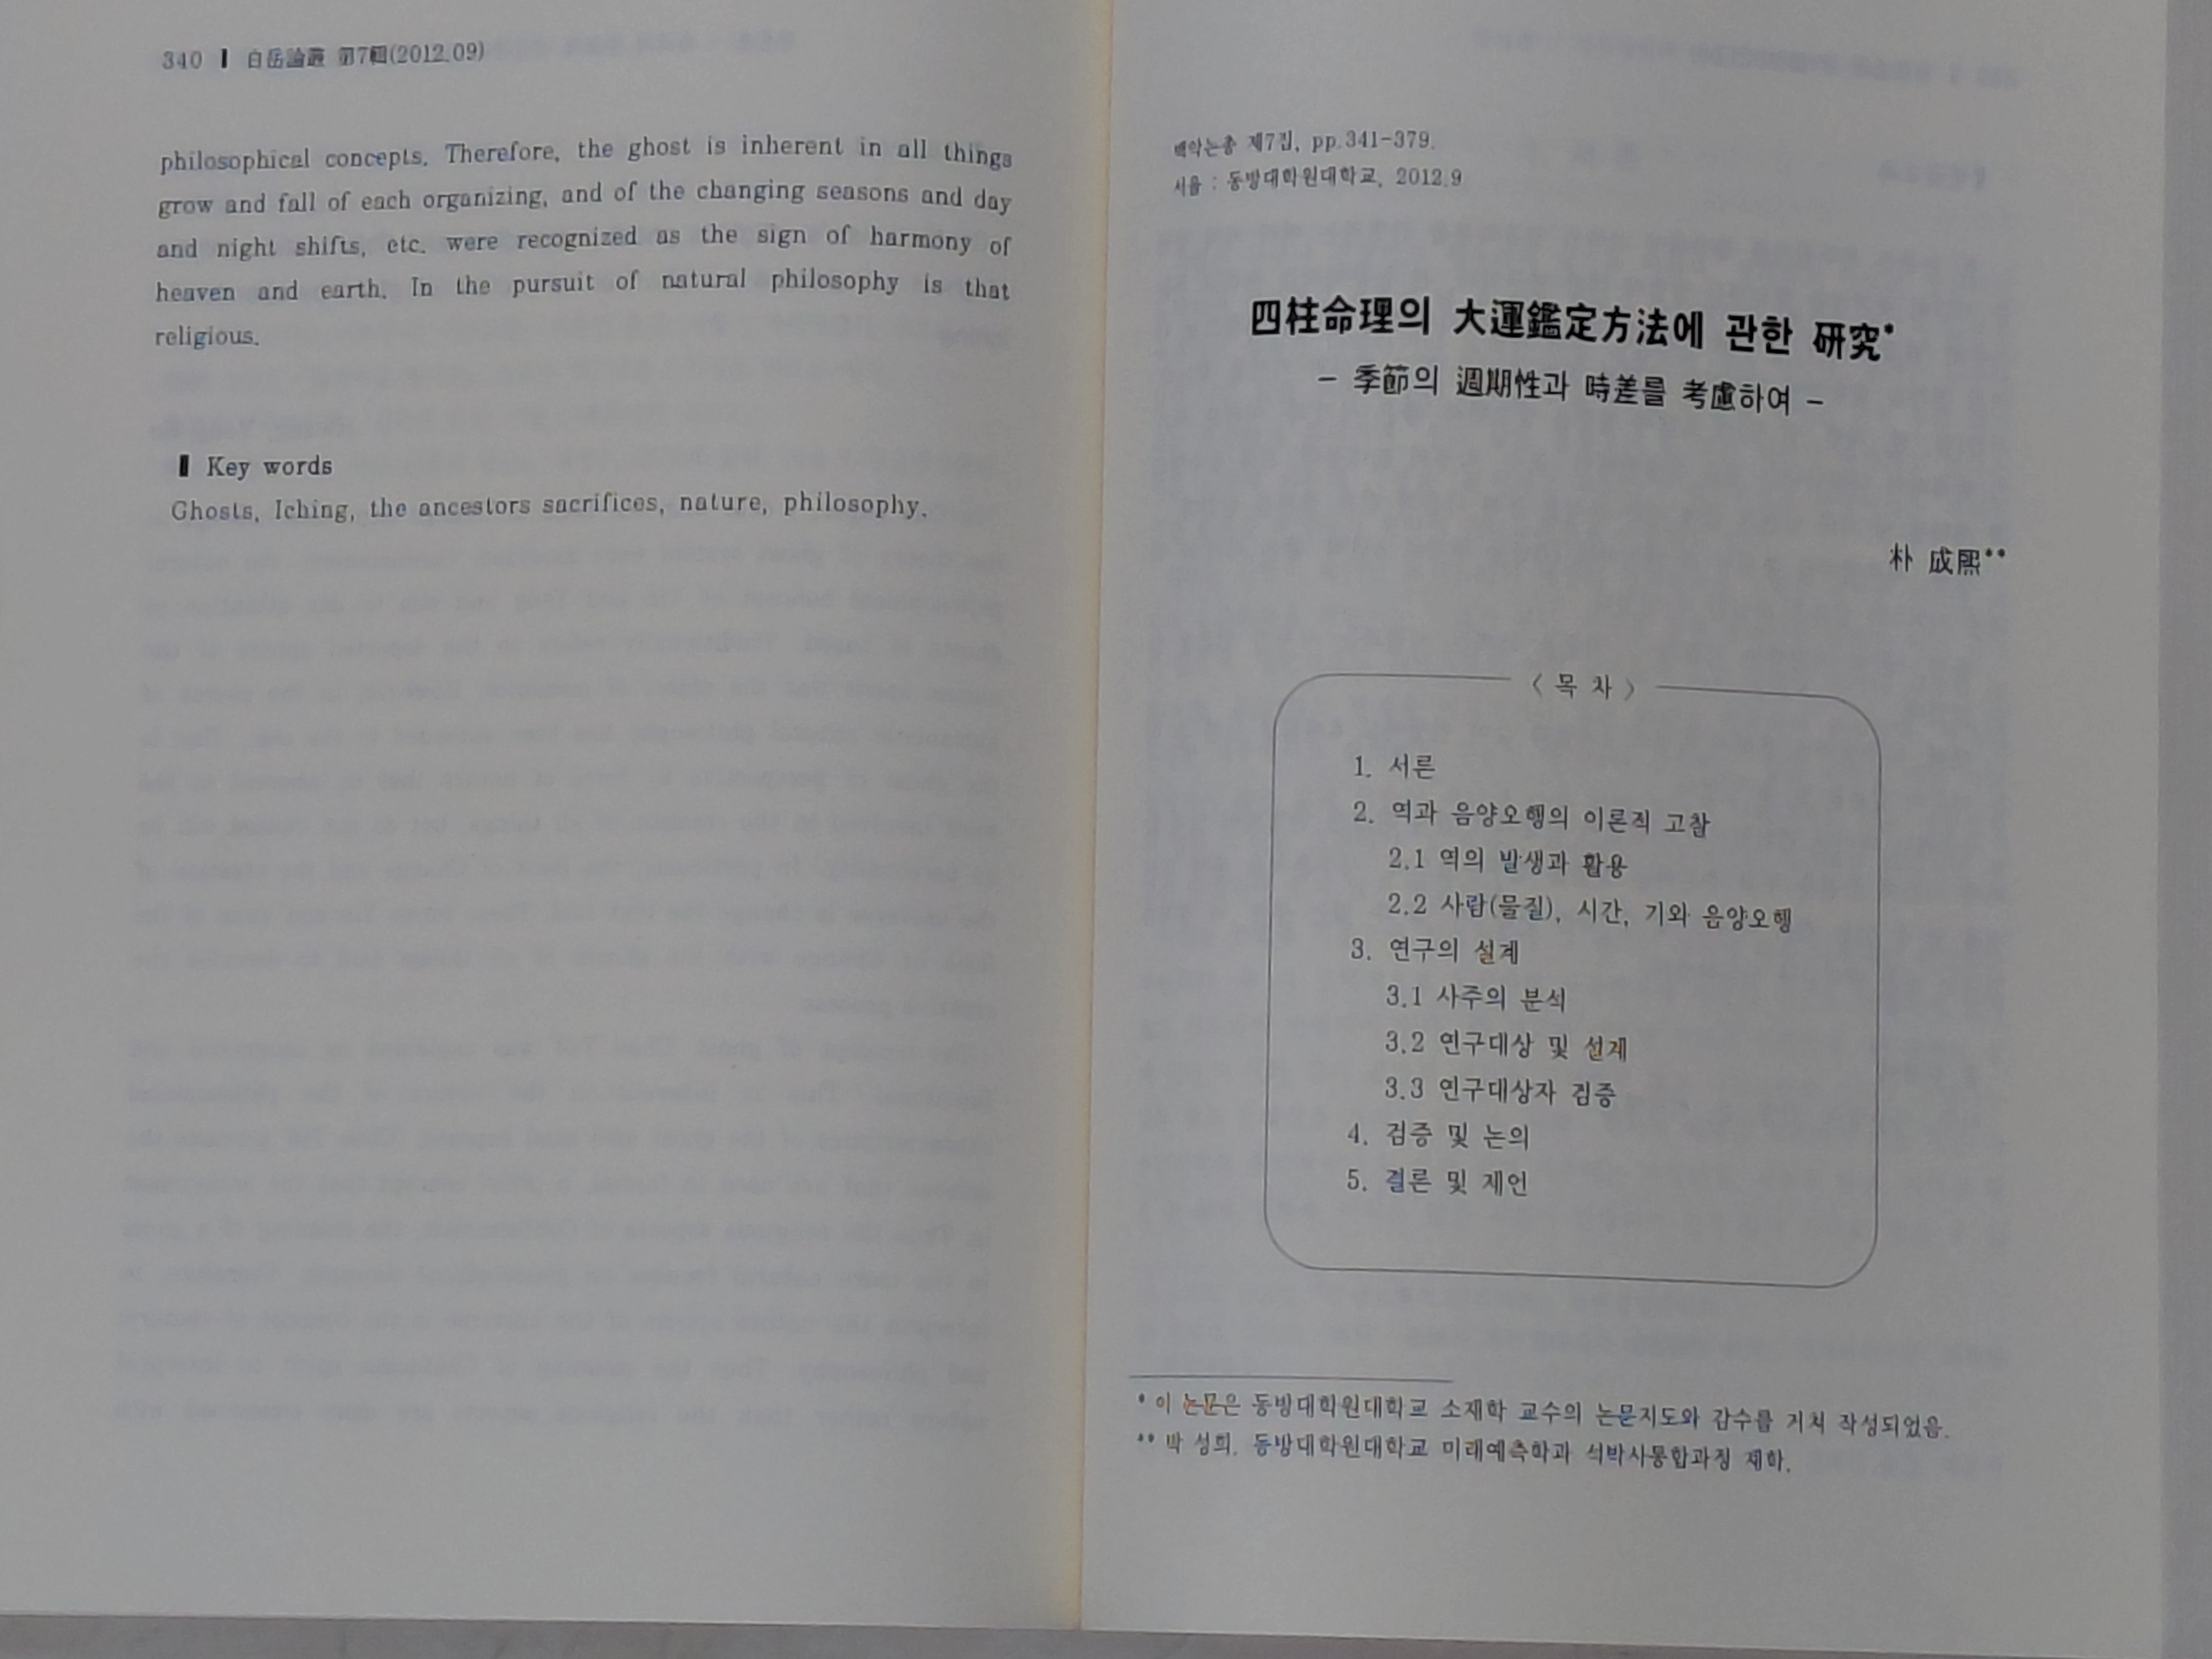 340 ▌ 白岳論叢 第7輯(2012.09)
philosophical concepts. Therefore, the ghost is inherent in all things
grow and fall of each organizing, and of the changing seasons and day
and night shifts, etc. were recognized as the sign of harmony of
heaven and earth. In the pursuit of natural philosophy is that
religious.
▌ Key words
Ghosts, Iching, the ancestors sacrifices, nature, philosophy.
백악논총 제7집, pp.341-379.
서울 : 동방대학원대학교, 2012.9
四柱命理의 大運鑑定方法에 관한 研究*
- 季節의 週期性과 時差를 考慮하여 -
朴 成熙**
< 목 차 >
1. 서론
2. 역과 음양오행의 이론적 고찰
2.1 역의 발생과 활용
2.2 사람(물질), 시간, 기와 음양오행
3. 연구의 설계
3.1 사주의 분석
3.2 연구대상 및 설계
3.3 연구대상자 검증
4. 검증 및 논의
5. 결론 및 제언
* 이 논문은 동방대학원대학교 소재학 교수의 논문지도와 감수를 거쳐 작성되었음.
** 박 성희, 동방대학원대학교 미래예측학과 석박사통합과정 재학.